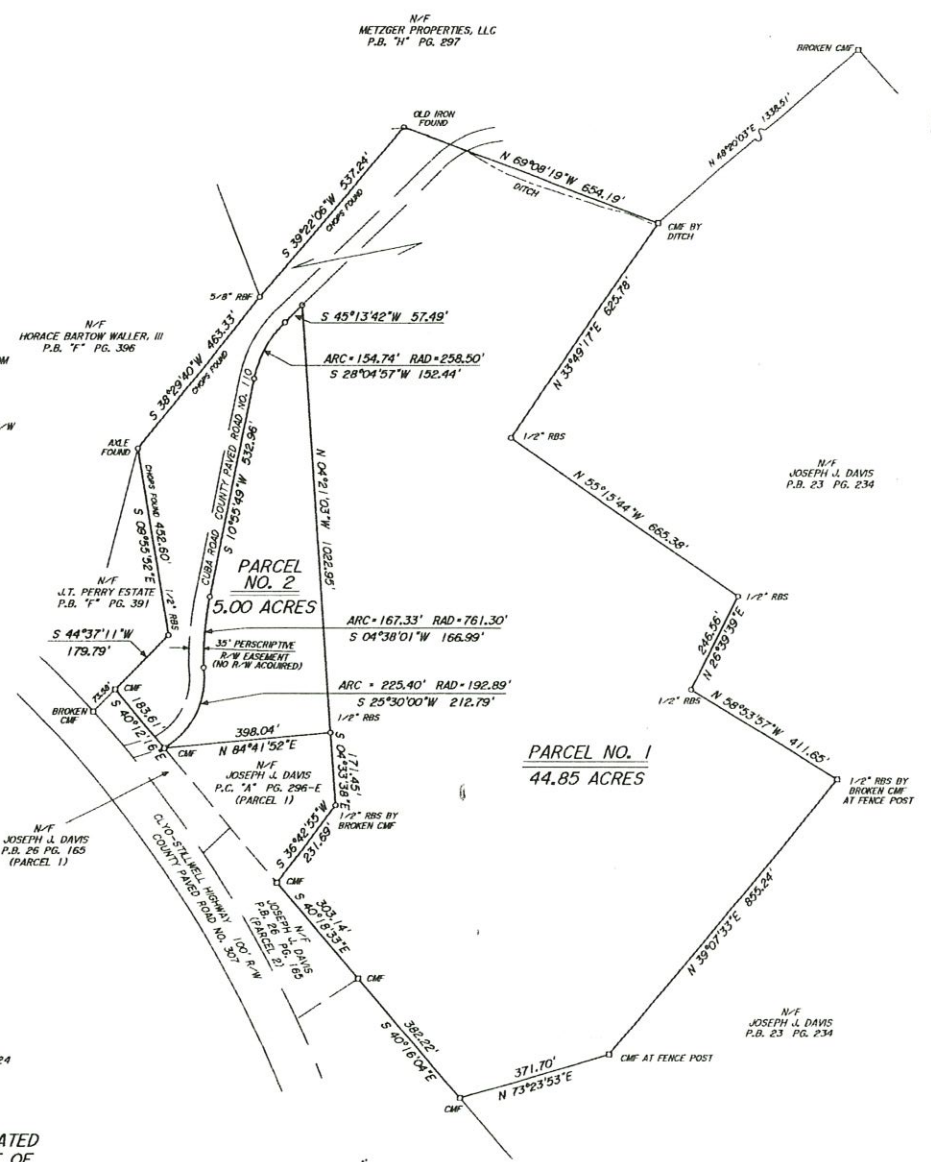 N/F
METZGER PROPERTIES, LLC
P.B. "H" PG. 297
BROKEN CMF
N 48°20'03"E 1338.51'
OLD IRON
FOUND
N 69°08'19"W 654.19'
DITCH
CMF BY
DITCH
S 39°22'06"W 537.24'
CHOPS FOUND
5/8" RBF
N/F
HORACE BARTOW WALLER, III
P.B. "F" PG. 396
S 38°29'40"W 463.33'
CHOPS FOUND
S 45°13'42"W 57.49'
ARC=154.74' RAD=258.50'
S 28°04'57"W 152.44'
N 33°49'17"E 625.78'
1/2" RBS
AXLE
FOUND
CHOPS FOUND 452.60'
S 09°55'52"E
1/2" RBS
CUBA ROAD COUNTY PAVED ROAD NO. 110
S 10°55'49"W 532.96'
N 04°21'03"W 1022.95'
N 55°15'44"W 665.38'
N/F
JOSEPH J. DAVIS
P.B. 23 PG. 234
N/F
J.T. PERRY ESTATE
P.B. "F" PG. 391
PARCEL
NO. 2
5.00 ACRES
1/2" RBS
246.56'
N 26°39'39"E
1/2" RBS
ARC=167.33' RAD=761.30'
S 04°38'01"W 166.99'
S 44°37'11"W
179.79'
35' PERSCRIPTIVE
R/W EASEMENT
(NO R/W ACQUIRED)
ARC = 225.40' RAD=192.89'
S 25°30'00"W 212.79'
N 58°53'57"W 411.65'
73.58'
CMF
BROKEN
CMF
183.61'
S 40°12'16"E
CMF
398.04'
N 84°41'52"E
1/2" RBS
PARCEL NO. 1
44.85 ACRES
N/F
JOSEPH J. DAVIS
P.C. "A" PG. 296-E
(PARCEL 1)
171.45'
S 04°33'38"E
1/2" RBS BY
BROKEN CMF
1/2" RBS BY
BROKEN CMF
AT FENCE POST
N/F
JOSEPH J. DAVIS
P.B. 26 PG. 165
(PARCEL 1)
S 36°42'55"W
231.69'
CMF
CLYO-STILLWELL HIGHWAY 100' R/W
COUNTY PAVED ROAD NO. 307
N/F
JOSEPH J. DAVIS
P.B. 26 PG. 165
(PARCEL 2)
303.14'
S 40°18'33"E
CMF
N 39°07'33"E 855.24'
N/F
JOSEPH J. DAVIS
P.B. 23 PG. 234
382.22'
S 40°16'04"E
371.70'
N 73°23'53"E
CMF AT FENCE POST
CMF
M
/W
24
ATED
OF